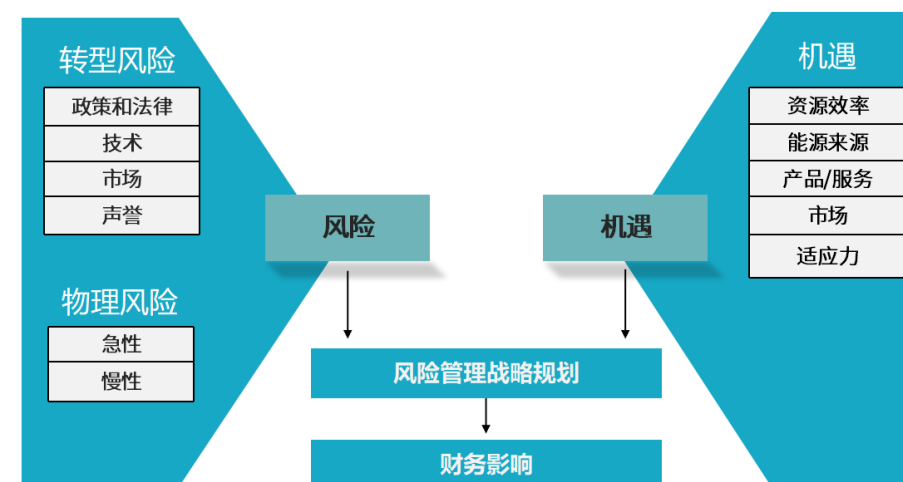 转型风险
政策和法律
技术
市场
声誉
物理风险
急性
慢性
风险
机遇
风险管理战略规划
财务影响
机遇
资源效率
能源来源
产品/服务
市场
适应力